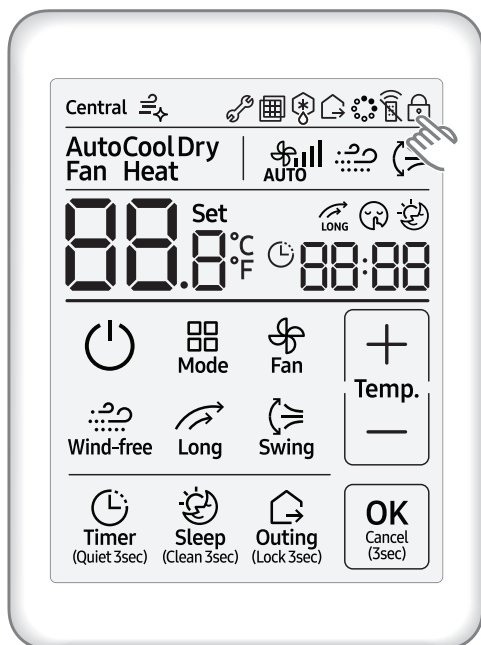 Central
AutoCoolDry
Fan Heat
AUTO
Set
LONG
88.8°C
°F
88:88
Mode
Fan
Temp.
Wind-free
Long
Swing
Timer
(Quiet 3sec)
Sleep
(Clean 3sec)
Outing
(Lock 3sec)
OK
Cancel
(3sec)